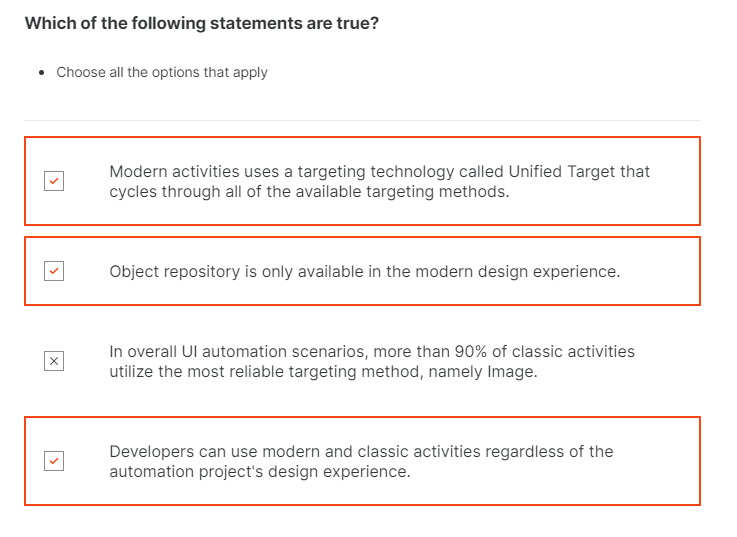 Which of the following statements are true?
Choose all the options that apply
Modern activities uses a targeting technology called Unified Target that
cycles through all of the available targeting methods.
Object repository is only available in the modern design experience.
In overall UI automation scenarios, more than 90% of classic activities
utilize the most reliable targeting method, namely Image.
Developers can use modern and classic activities regardless of the
automation project's design experience.